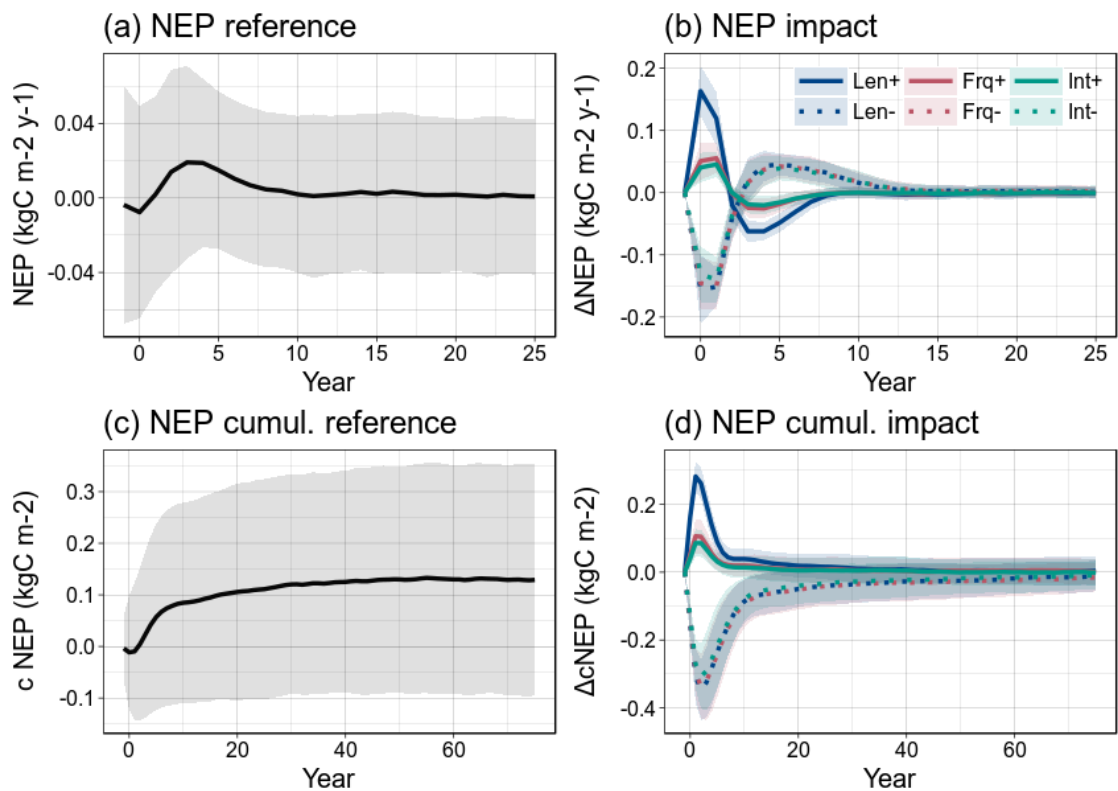 (a) NEP reference
NEP (kgC m-2 y-1)
0.04
0.00
-0.04
0 5 10 15 20 25
Year
(b) NEP impact
ΔNEP (kgC m-2 y-1)
0.2
0.1
0.0
-0.1
-0.2
Len+ Frq+ Int+
Len- Frq- Int-
0 5 10 15 20 25
Year
(c) NEP cumul. reference
c NEP (kgC m-2)
0.3
0.2
0.1
0.0
-0.1
0 20 40 60
Year
(d) NEP cumul. impact
ΔcNEP (kgC m-2)
0.2
0.0
-0.2
-0.4
0 20 40 60
Year